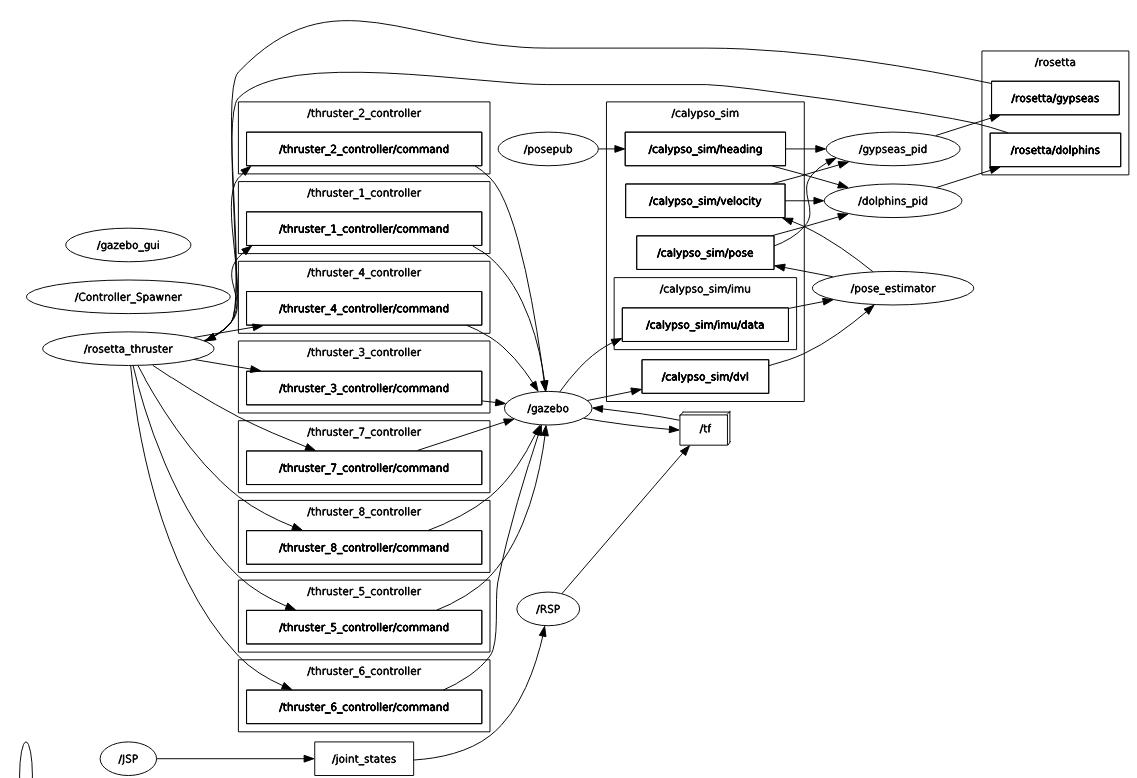 /rosetta
/rosetta/gypseas
/rosetta/dolphins
/thruster_2_controller
/thruster_2_controller/command
/thruster_1_controller
/thruster_1_controller/command
/thruster_4_controller
/thruster_4_controller/command
/thruster_3_controller
/thruster_3_controller/command
/thruster_7_controller
/thruster_7_controller/command
/thruster_8_controller
/thruster_8_controller/command
/thruster_5_controller
/thruster_5_controller/command
/thruster_6_controller
/thruster_6_controller/command
/gazebo_gui
/Controller_Spawner
/rosetta_thruster
/posepub
/calypso_sim
/calypso_sim/heading
/calypso_sim/velocity
/calypso_sim/pose
/calypso_sim/imu
/calypso_sim/imu/data
/calypso_sim/dvl
/gypseas_pid
/dolphins_pid
/pose_estimator
/gazebo
/tf
/RSP
/JSP
/joint_states